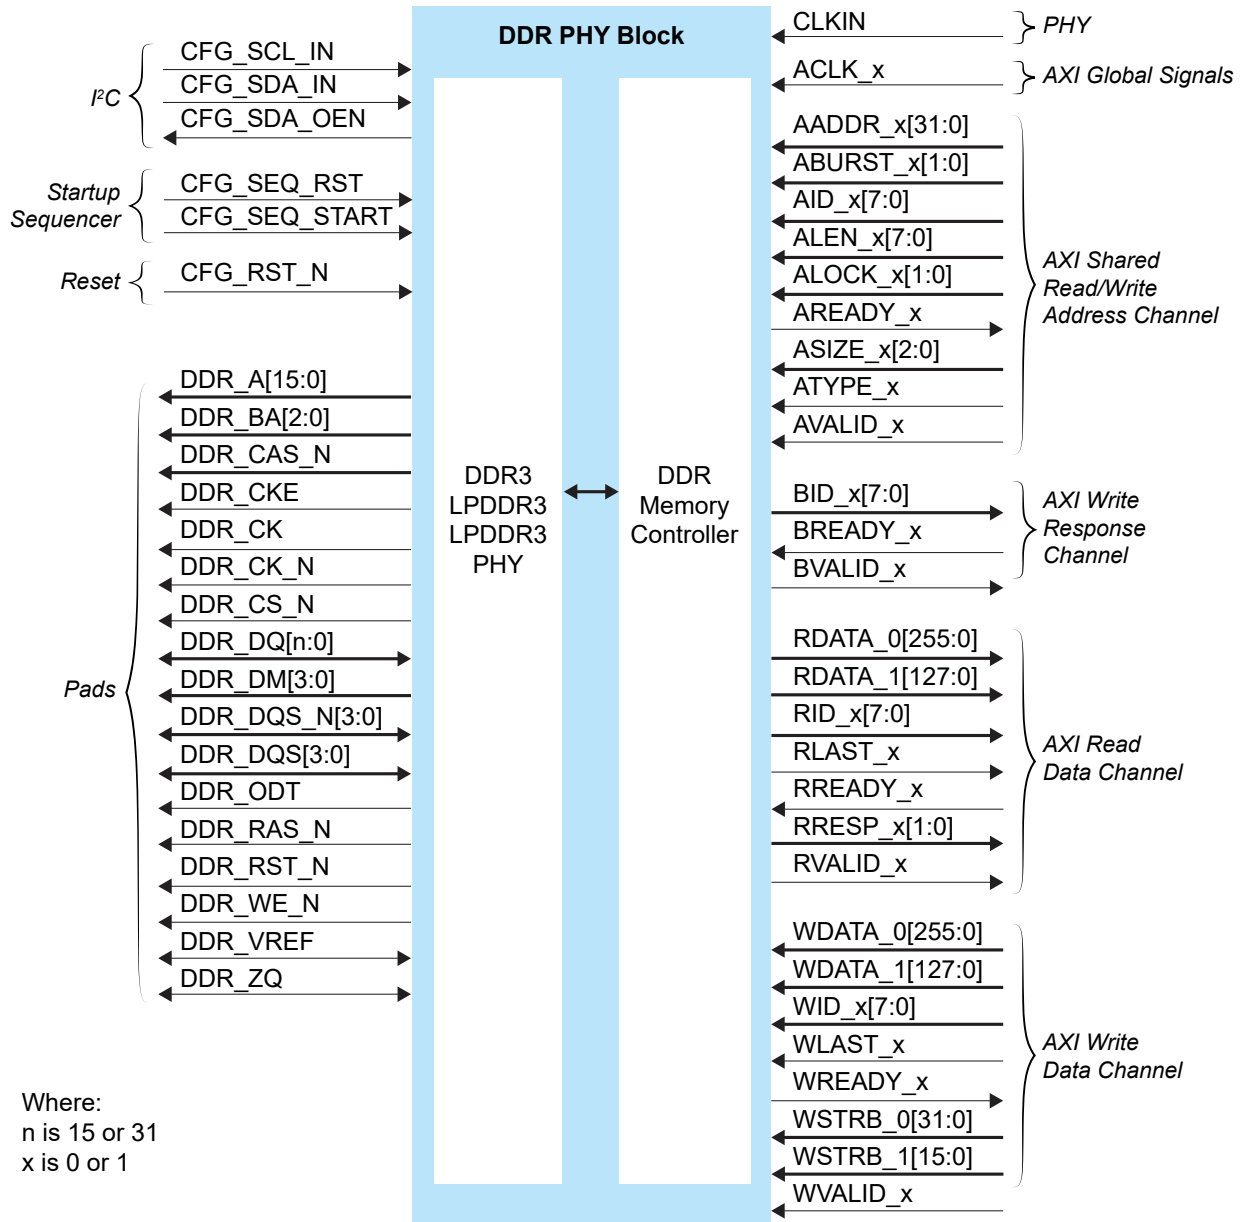 DDR PHY Block
I²C
CFG_SCL_IN
CFG_SDA_IN
CFG_SDA_OEN
Startup
Sequencer
CFG_SEQ_RST
CFG_SEQ_START
Reset
CFG_RST_N
Pads
DDR_A[15:0]
DDR_BA[2:0]
DDR_CAS_N
DDR_CKE
DDR_CK
DDR_CK_N
DDR_CS_N
DDR_DQ[n:0]
DDR_DM[3:0]
DDR_DQS_N[3:0]
DDR_DQS[3:0]
DDR_ODT
DDR_RAS_N
DDR_RST_N
DDR_WE_N
DDR_VREF
DDR_ZQ
Where:
n is 15 or 31
x is 0 or 1
DDR3
LPDDR3
LPDDR3
PHY
DDR
Memory
Controller
CLKIN
PHY
ACLK_x
AXI Global Signals
AADDR_x[31:0]
ABURST_x[1:0]
AID_x[7:0]
ALEN_x[7:0]
ALOCK_x[1:0]
AREADY_x
ASIZE_x[2:0]
ATYPE_x
AVALID_x
AXI Shared
Read/Write
Address Channel
BID_x[7:0]
BREADY_x
BVALID_x
AXI Write
Response
Channel
RDATA_0[255:0]
RDATA_1[127:0]
RID_x[7:0]
RLAST_x
RREADY_x
RRESP_x[1:0]
RVALID_x
AXI Read
Data Channel
WDATA_0[255:0]
WDATA_1[127:0]
WID_x[7:0]
WLAST_x
WREADY_x
WSTRB_0[31:0]
WSTRB_1[15:0]
WVALID_x
AXI Write
Data Channel